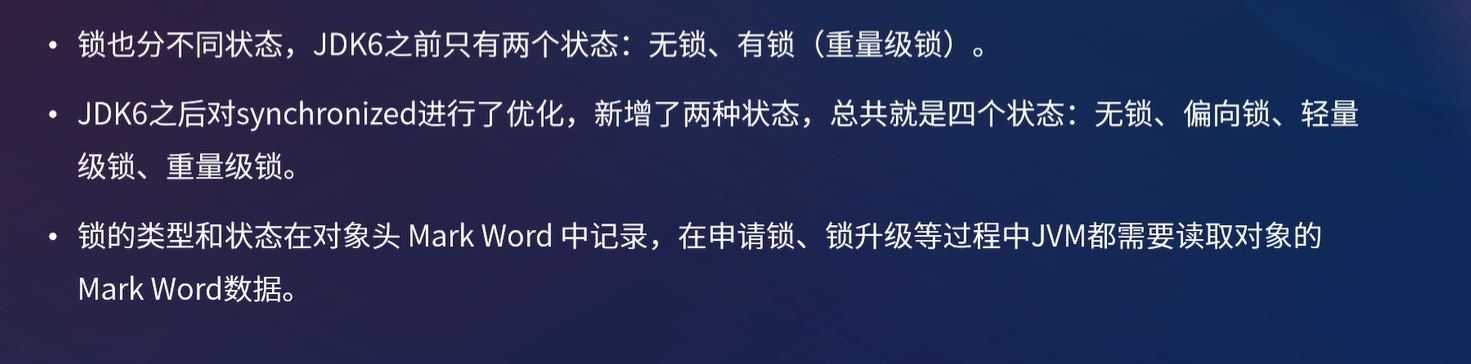 • 锁也分不同状态，JDK6之前只有两个状态：无锁、有锁（重量级锁）。
• JDK6之后对synchronized进行了优化，新增了两种状态，总共就是四个状态：无锁、偏向锁、轻量
级锁、重量级锁。
• 锁的类型和状态在对象头 Mark Word 中记录，在申请锁、锁升级等过程中JVM都需要读取对象的
Mark Word数据。